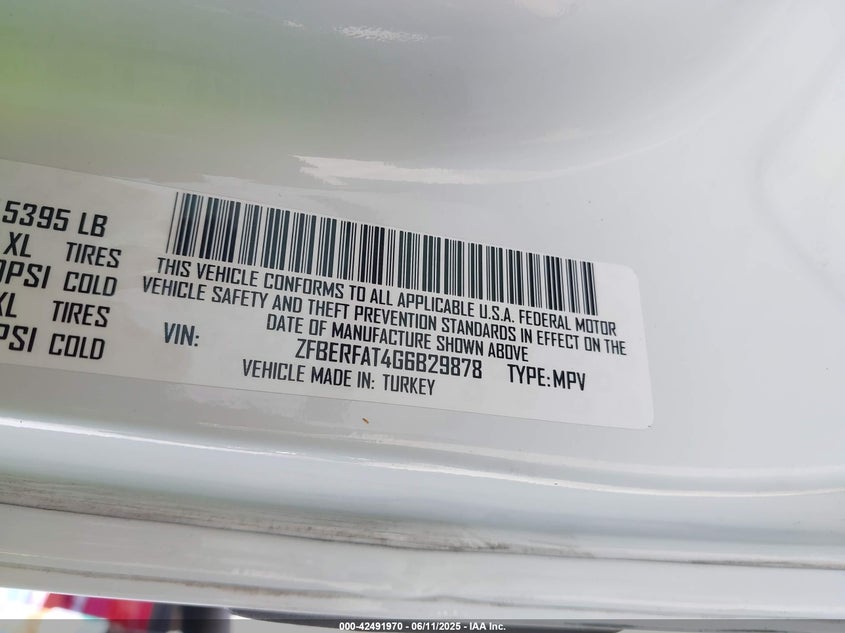 5395 LB
XL TIRES
PSI COLD
XL TIRES
PSI COLD
THIS VEHICLE CONFORMS TO ALL APPLICABLE U.S.A. FEDERAL MOTOR
VEHICLE SAFETY AND THEFT PREVENTION STANDARDS IN EFFECT ON THE
DATE OF MANUFACTURE SHOWN ABOVE
VIN: ZFBERFAT4G6B29878 TYPE:MPV
VEHICLE MADE IN: TURKEY
000-42491970 - 06/11/2025 - IAA Inc.